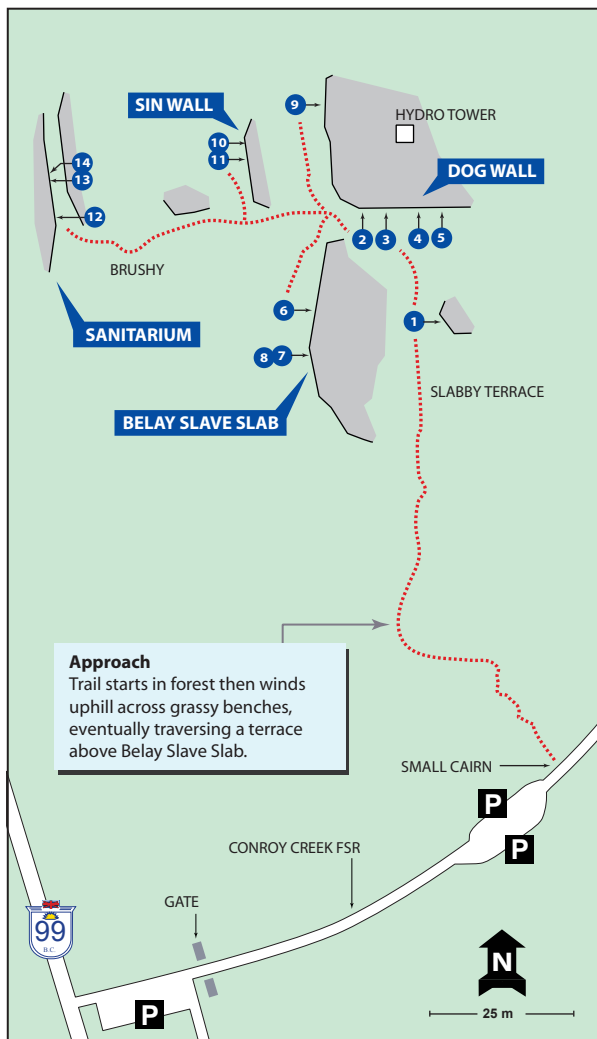 9
HYDRO TOWER
SIN WALL
10
11
14
13
12
DOG WALL
2
3
4
5
BRUSHY
SANITARIUM
6
8
7
1
BELAY SLAVE SLAB
SLABBY TERRACE
Approach
Trail starts in forest then winds
uphill across grassy benches,
eventually traversing a terrace
above Belay Slave Slab.
SMALL CAIRN
P
P
CONROY CREEK FSR
GATE
99
B.C.
P
N
25 m